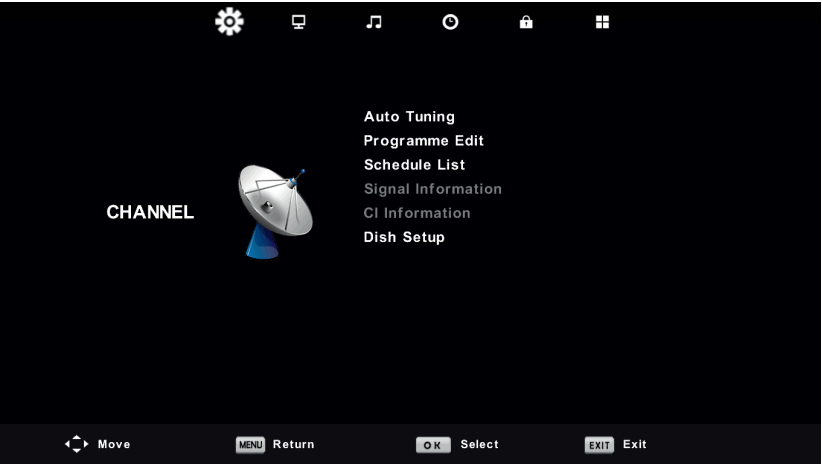 Auto Tuning
Programme Edit
Schedule List
Signal Information
CI Information
Dish Setup
CHANNEL
Move
MENU Return
OK Select
EXIT Exit